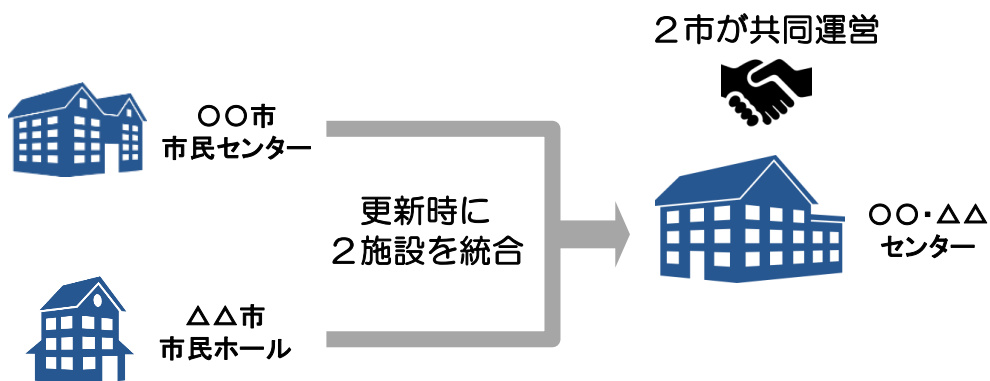 ２市が共同運営
〇〇市
市民センター
更新時に
２施設を統合
〇〇・△△
センター
△△市
市民ホール